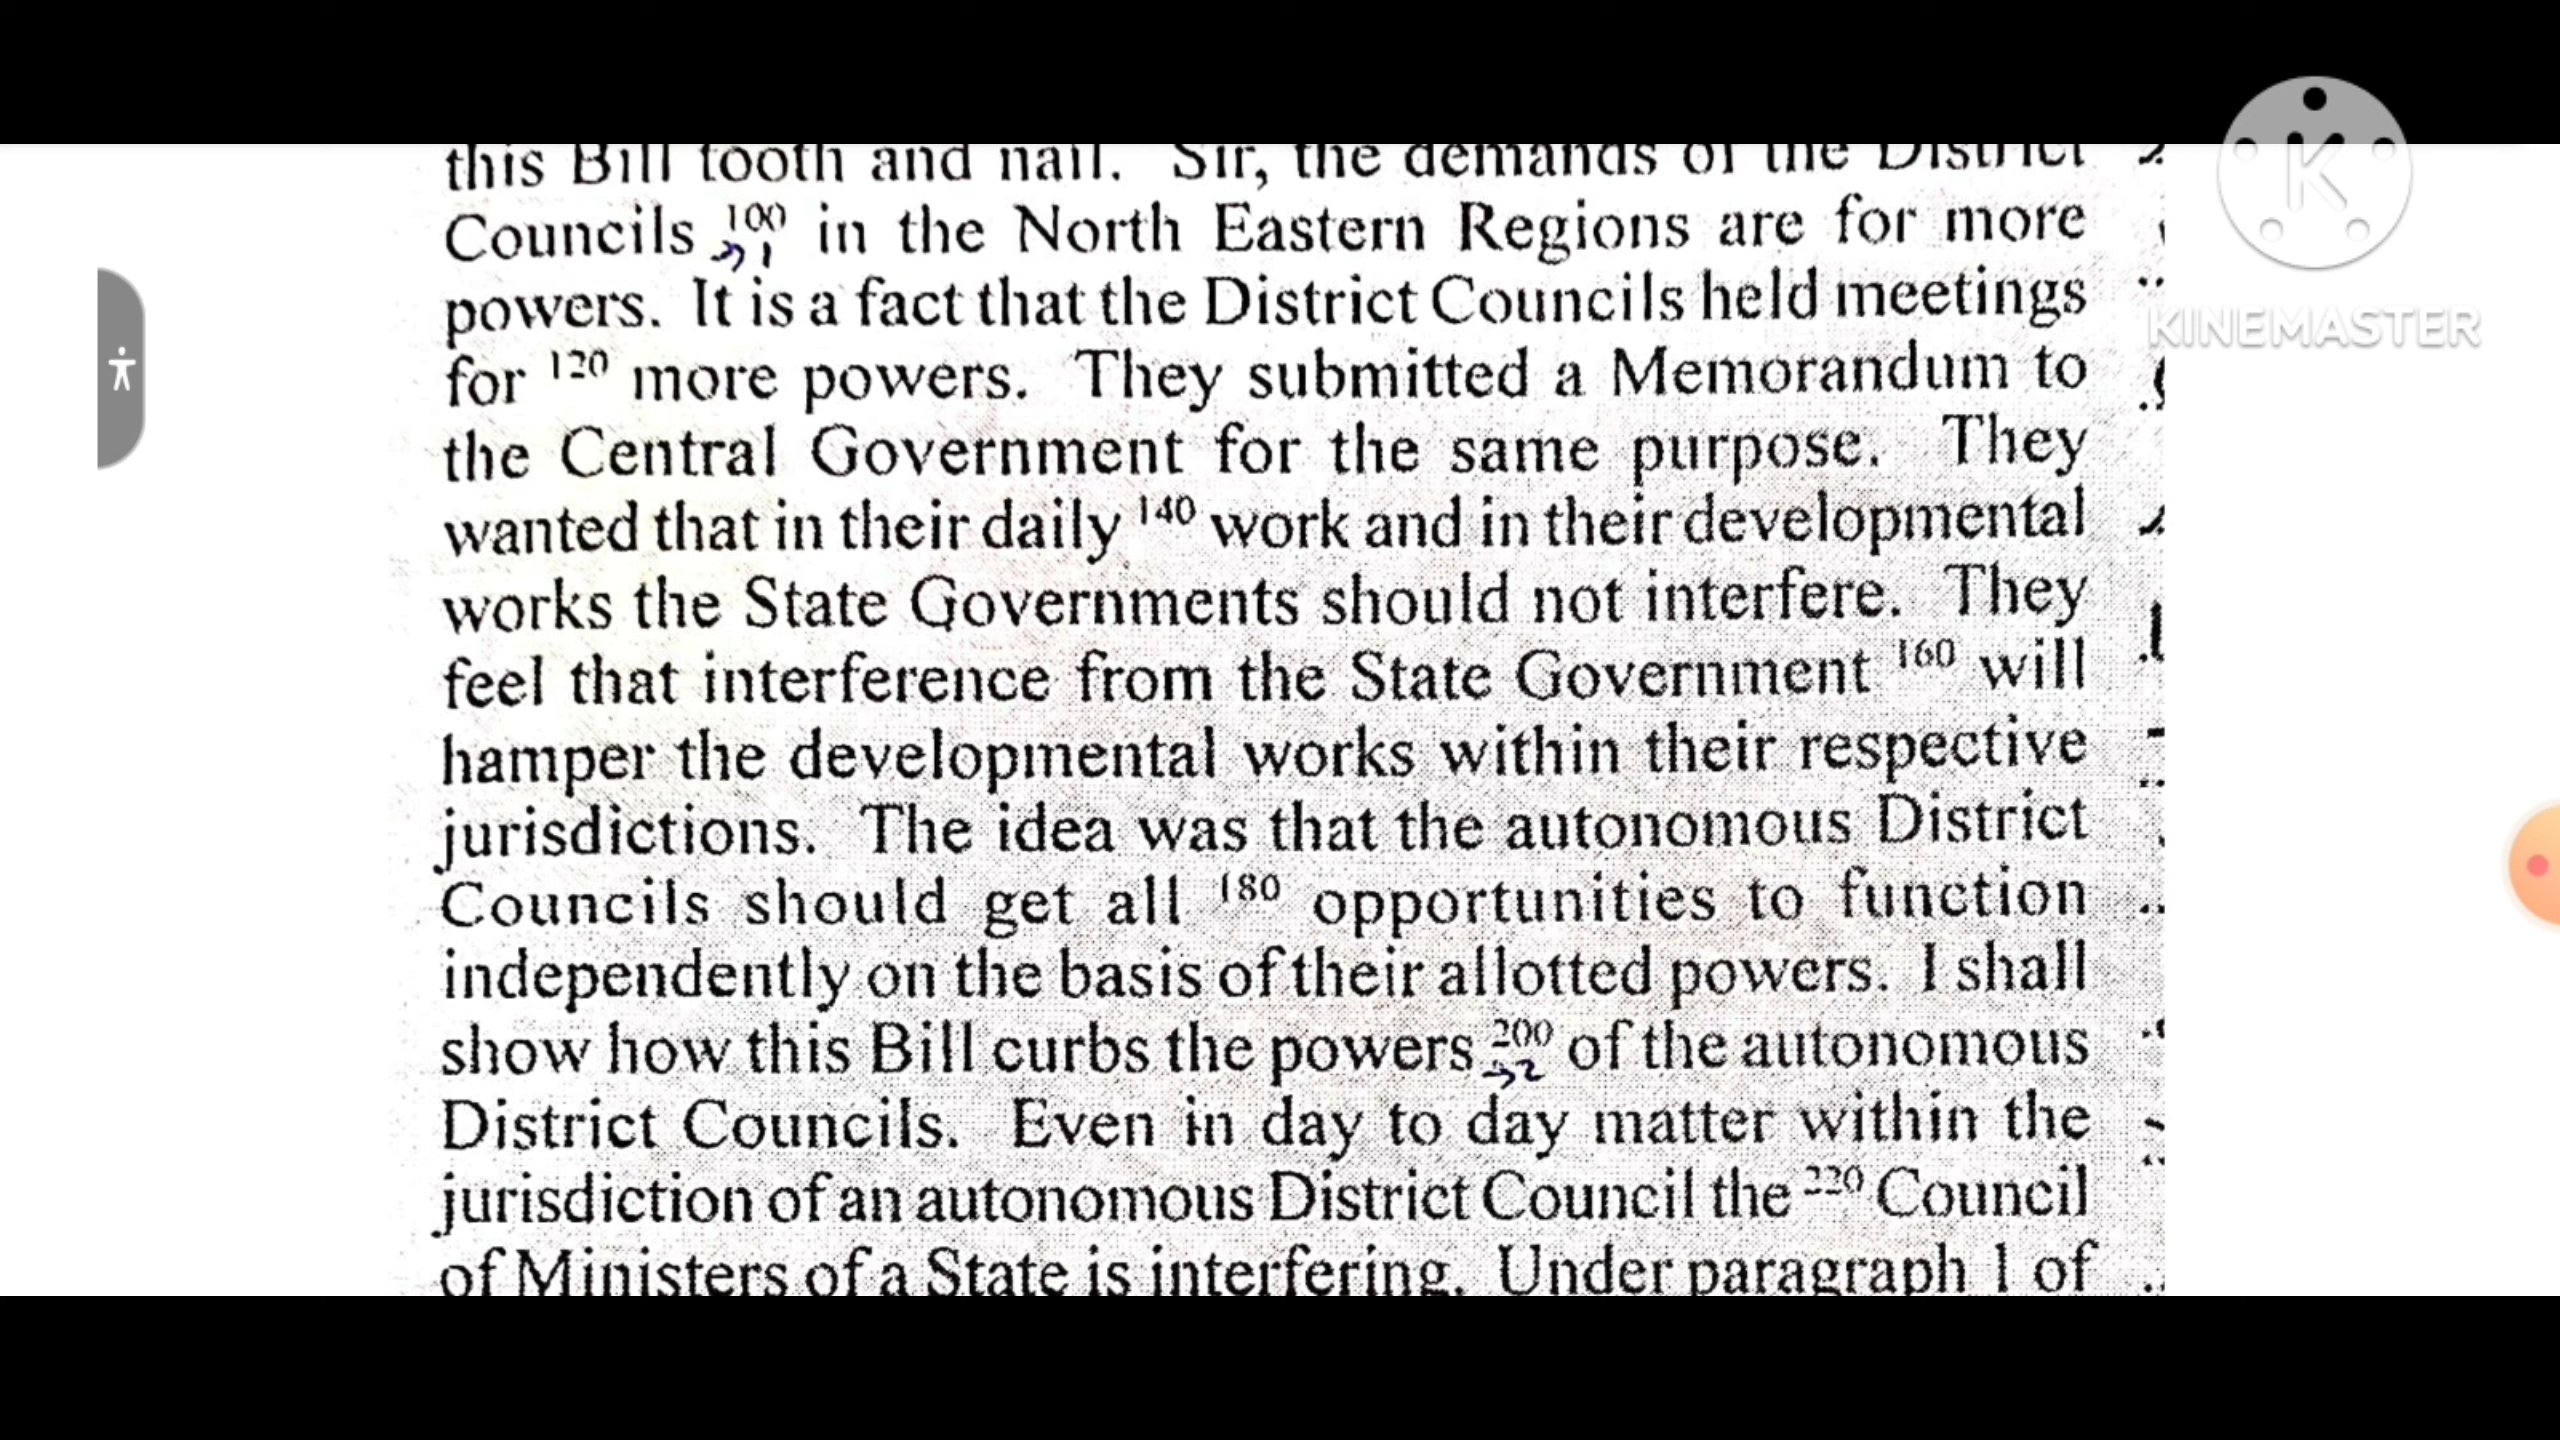 this Bill tooth and nail. Sir, the demands of the District
Councils 100 in the North Eastern Regions are for more
powers. It is a fact that the District Councils held meetings
for 120 more powers. They submitted a Memorandum to
the Central Government for the same purpose. They
wanted that in their daily 140 work and in their developmental
works the State Governments should not interfere. They
feel that interference from the State Government 160 will
hamper the developmental works within their respective
jurisdictions. The idea was that the autonomous District
Councils should get all 180 opportunities to function
independently on the basis of their allotted powers. I shall
show how this Bill curbs the powers 200 of the autonomous
District Councils. Even in day to day matter within the
jurisdiction of an autonomous District Council the 220 Council
of Ministers of a State is interfering. Under paragraph 1 of
→1
→2
K
KINEMASTER